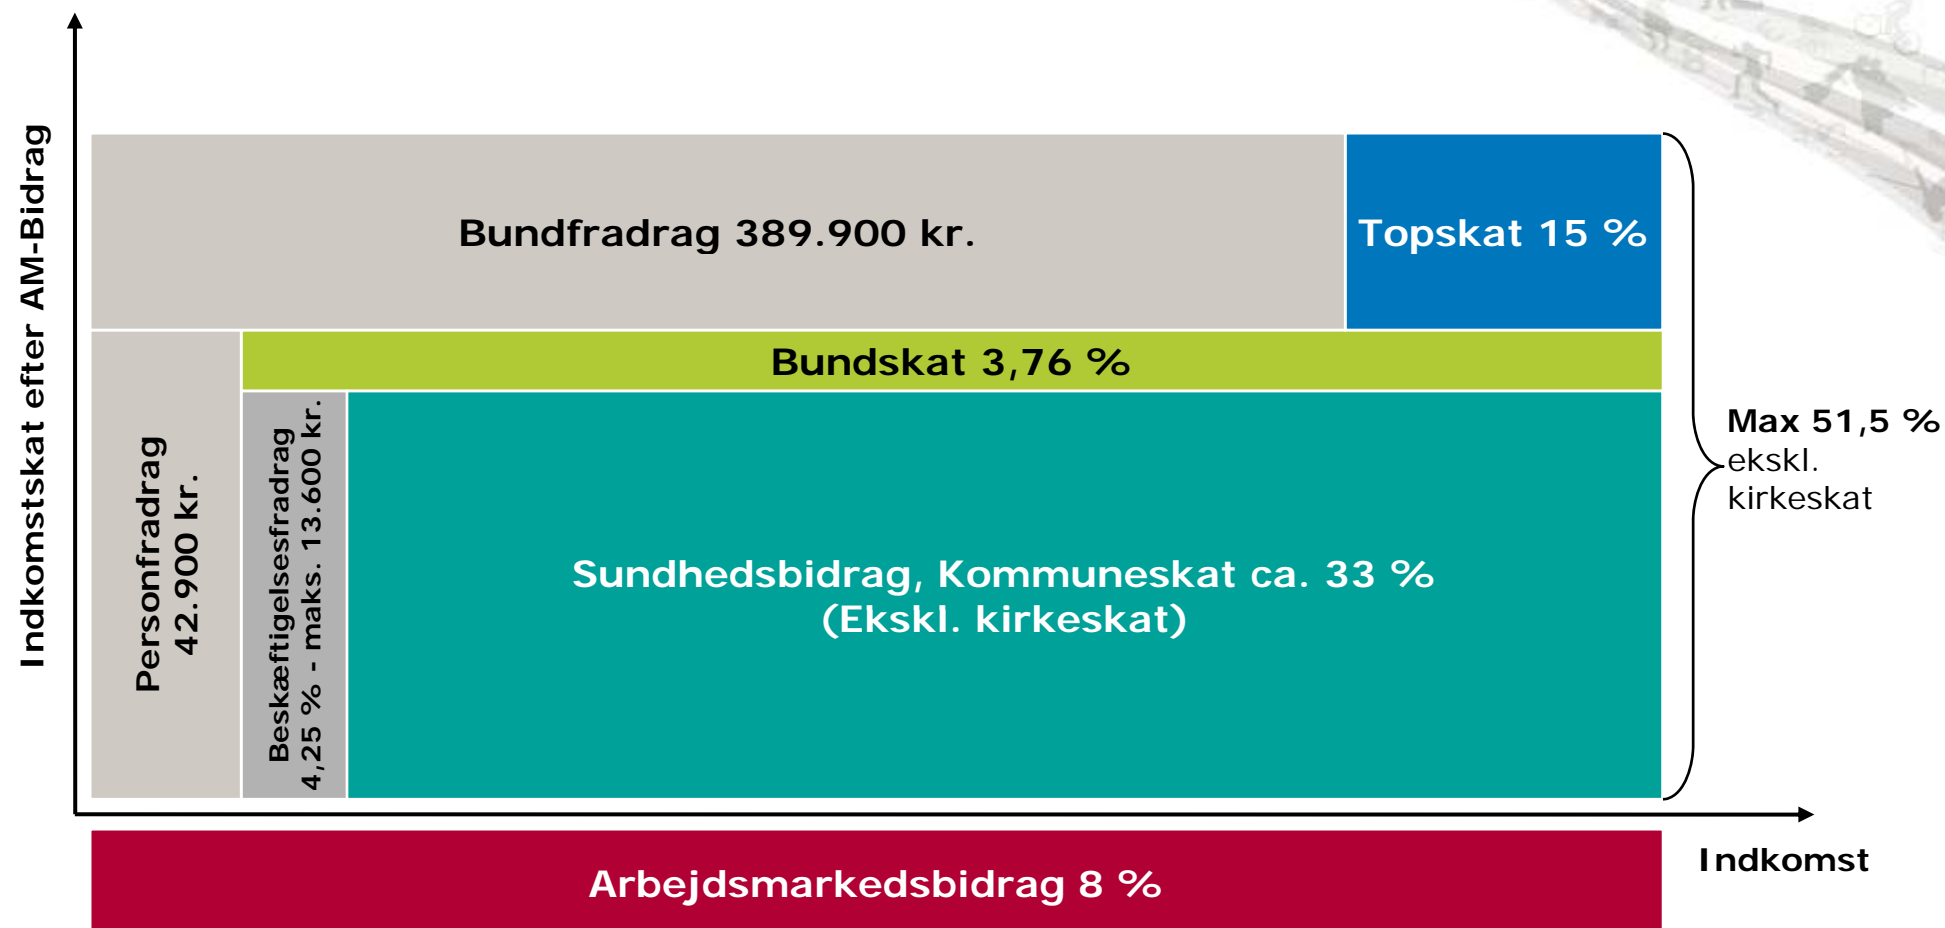 Indkomstskat efter AM-Bidrag
Bundfradrag 389.900 kr.
Topskat 15 %
Bundskat 3,76 %
Personfradrag
42.900 kr.
Beskæftigelsesfradrag
4,25 % - maks. 13.600 kr.
Sundhedsbidrag, Kommuneskat ca. 33 %
(Ekskl. kirkeskat)
Max 51,5 %
ekskl.
kirkeskat
Indkomst
Arbejdsmarkedsbidrag 8 %